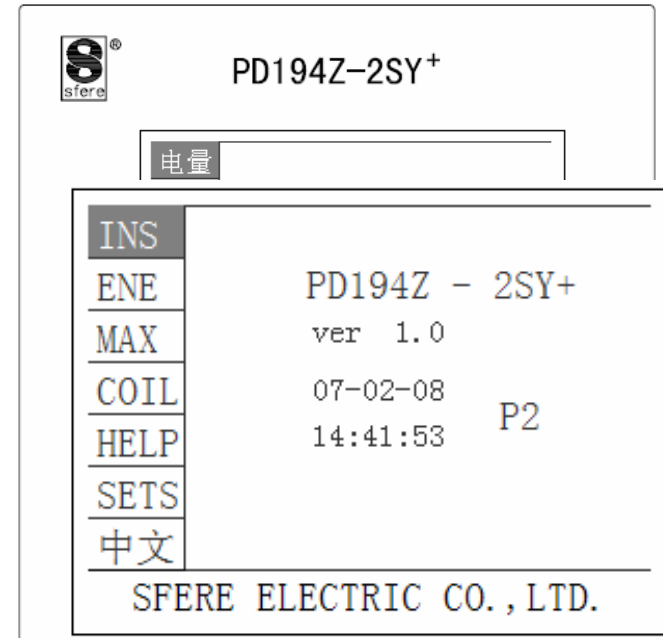 sfere ®
PD194Z-2SY+
电量
INS
ENE
MAX
COIL
HELP
SETS
中文
PD194Z - 2SY+
ver 1.0
07-02-08
14:41:53
P2
SFERE ELECTRIC CO.,LTD.